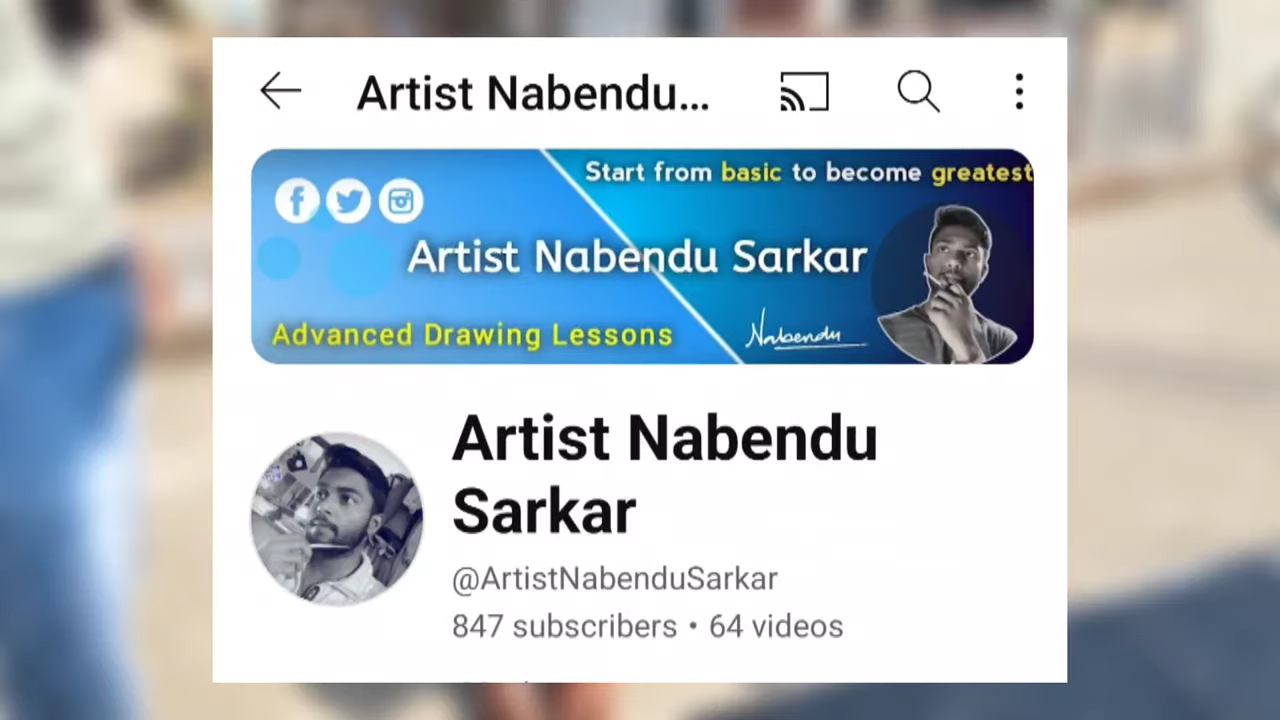 Artist Nabendu...
Start from basic to become greatest
Artist Nabendu Sarkar
Advanced Drawing Lessons
Nabendu
Artist Nabendu
Sarkar
@ArtistNabenduSarkar
847 subscribers • 64 videos